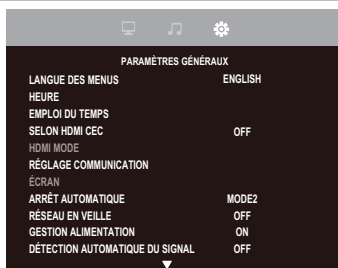 PARAMÈTRES GÉNÉRAUX
LANGUE DES MENUS ENGLISH
HEURE
EMPLOI DU TEMPS
SELON HDMI CEC OFF
HDMI MODE
RÉGLAGE COMMUNICATION
ÉCRAN
ARRÊT AUTOMATIQUE MODE2
RÉSEAU EN VEILLE OFF
GESTION ALIMENTATION ON
DÉTECTION AUTOMATIQUE DU SIGNAL OFF